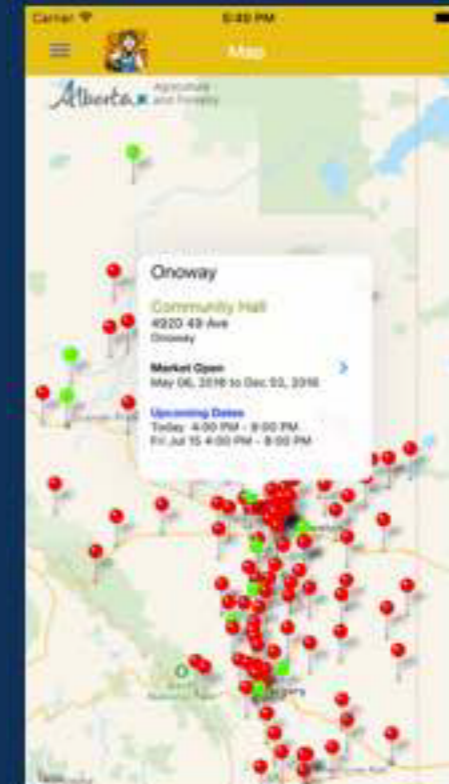 Carrier
5:40 PM
Map
Alberta Agriculture
and Forestry
Onoway
Community Hall
4920 49 Ave
Onoway
Market Open
May 06, 2016 to Dec 02, 2016
Upcoming Dates
Today 4:00 PM - 8:00 PM
Fri Jul 15 4:00 PM - 8:00 PM